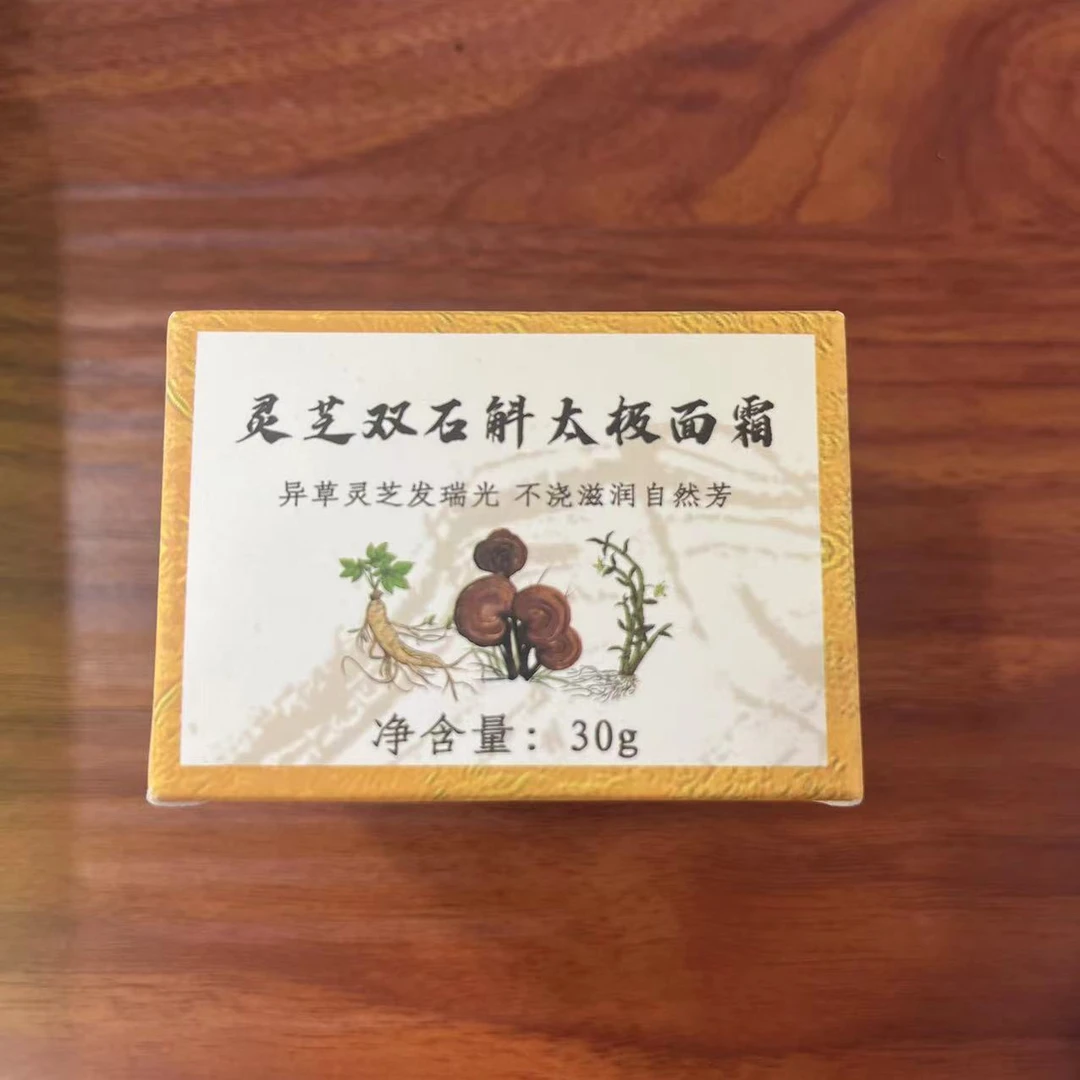 灵芝双石斛太极面霜
异草灵芝发瑞光 不浇滋润自然芳
净含量：30g